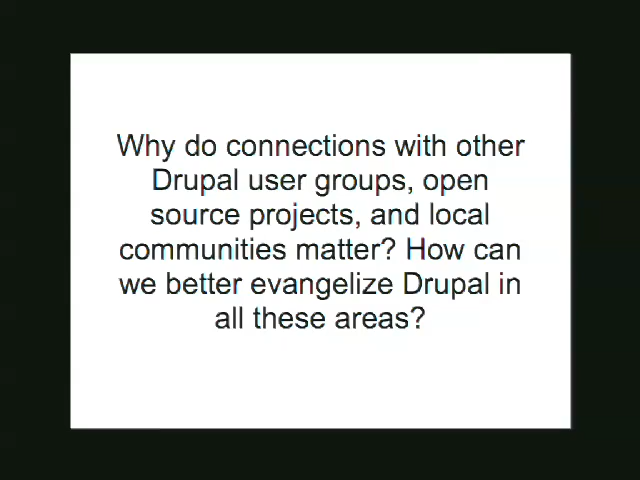 Why do connections with other
Drupal user groups, open
source projects, and local
communities matter? How can
we better evangelize Drupal in
all these areas?